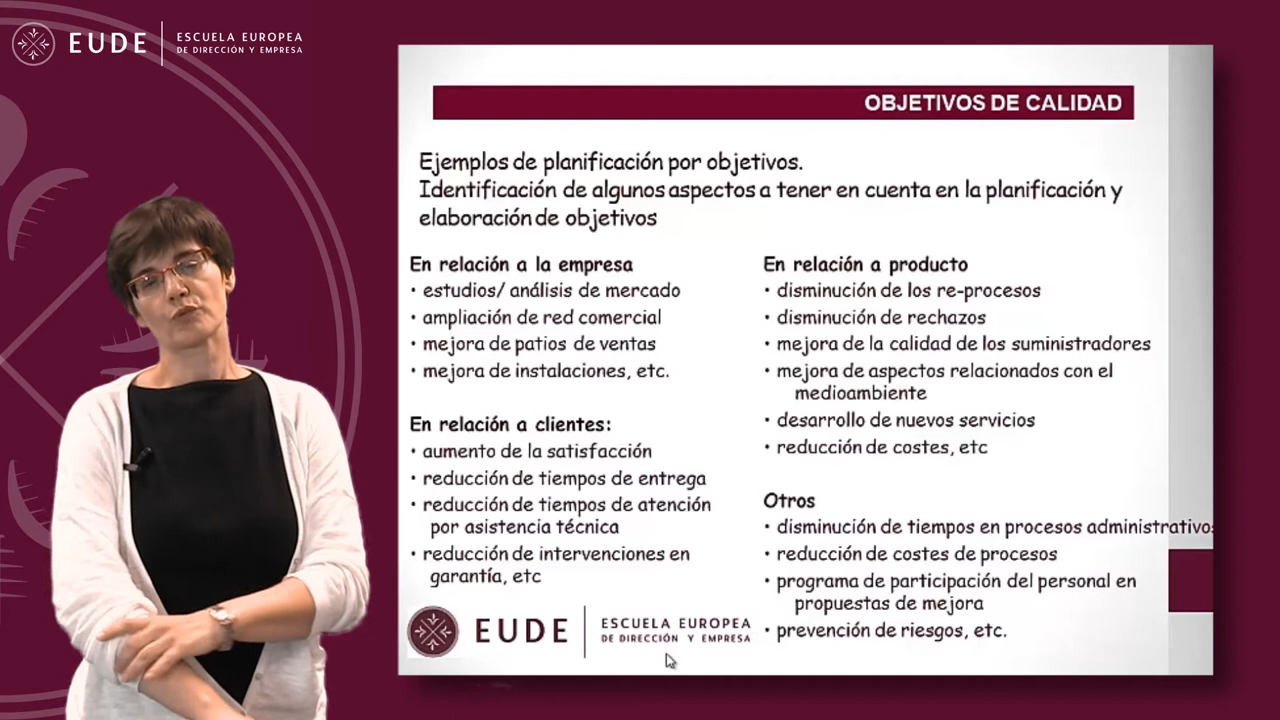 EUDE
ESCUELA EUROPEA
DE DIRECCIÓN Y EMPRESA
OBJETIVOS DE CALIDAD
Ejemplos de planificación por objetivos.
Identificación de algunos aspectos a tener en cuenta en la planificación y
elaboración de objetivos
En relación a la empresa
• estudios/ análisis de mercado
• ampliación de red comercial
• mejora de patios de ventas
• mejora de instalaciones, etc.
En relación a clientes:
• aumento de la satisfacción
• reducción de tiempos de entrega
• reducción de tiempos de atención
por asistencia técnica
• reducción de intervenciones en
garantía, etc
En relación a producto
• disminución de los re-procesos
• disminución de rechazos
• mejora de la calidad de los suministradores
• mejora de aspectos relacionados con el
medioambiente
• desarrollo de nuevos servicios
• reducción de costes, etc
Otros
• disminución de tiempos en procesos administrativos
• reducción de costes de procesos
• programa de participación del personal en
propuestas de mejora
• prevención de riesgos, etc.
EUDE
ESCUELA EUROPEA
DE DIRECCIÓN Y EMPRESA